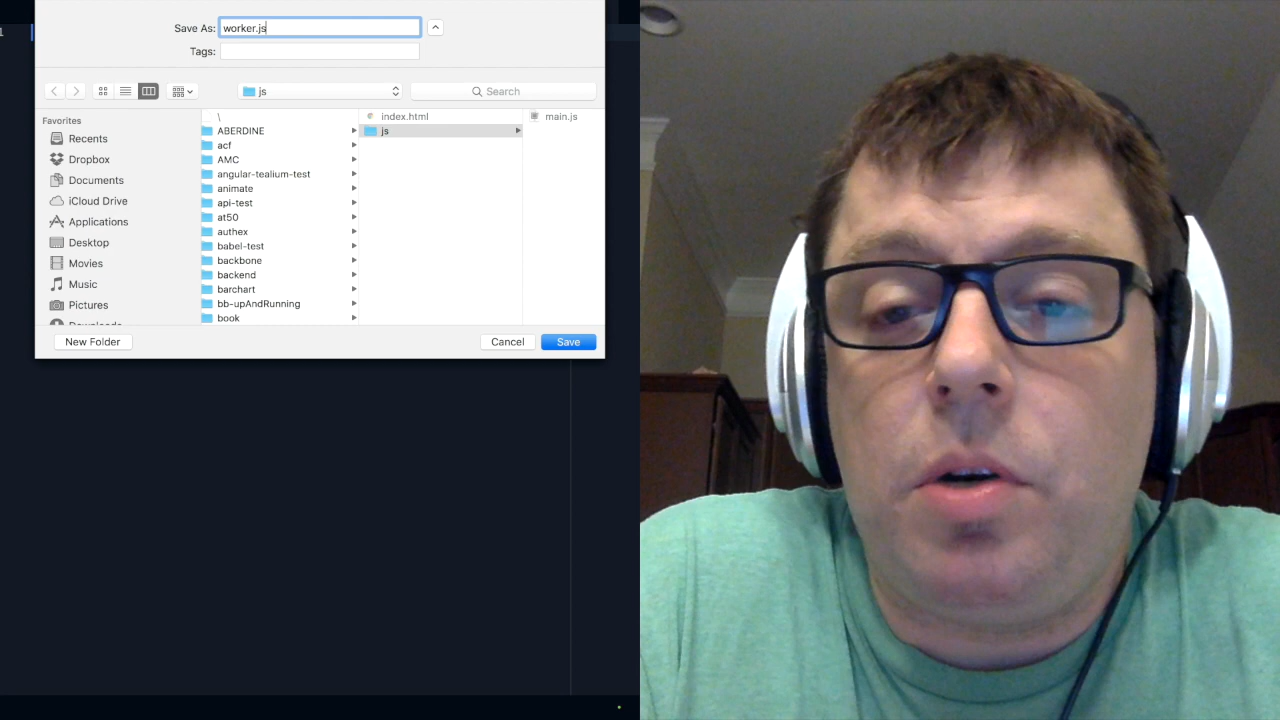 1
Save As: worker.js
Tags:
js
Search
Favorites
Recents
Dropbox
Documents
iCloud Drive
Applications
Desktop
Movies
Music
Pictures
Downloads
\
ABERDINE
acf
AMC
angular-tealium-test
animate
api-test
at50
authex
babel-test
backbone
backend
barchart
bb-upAndRunning
book
index.html
js
main.js
New Folder
Cancel
Save